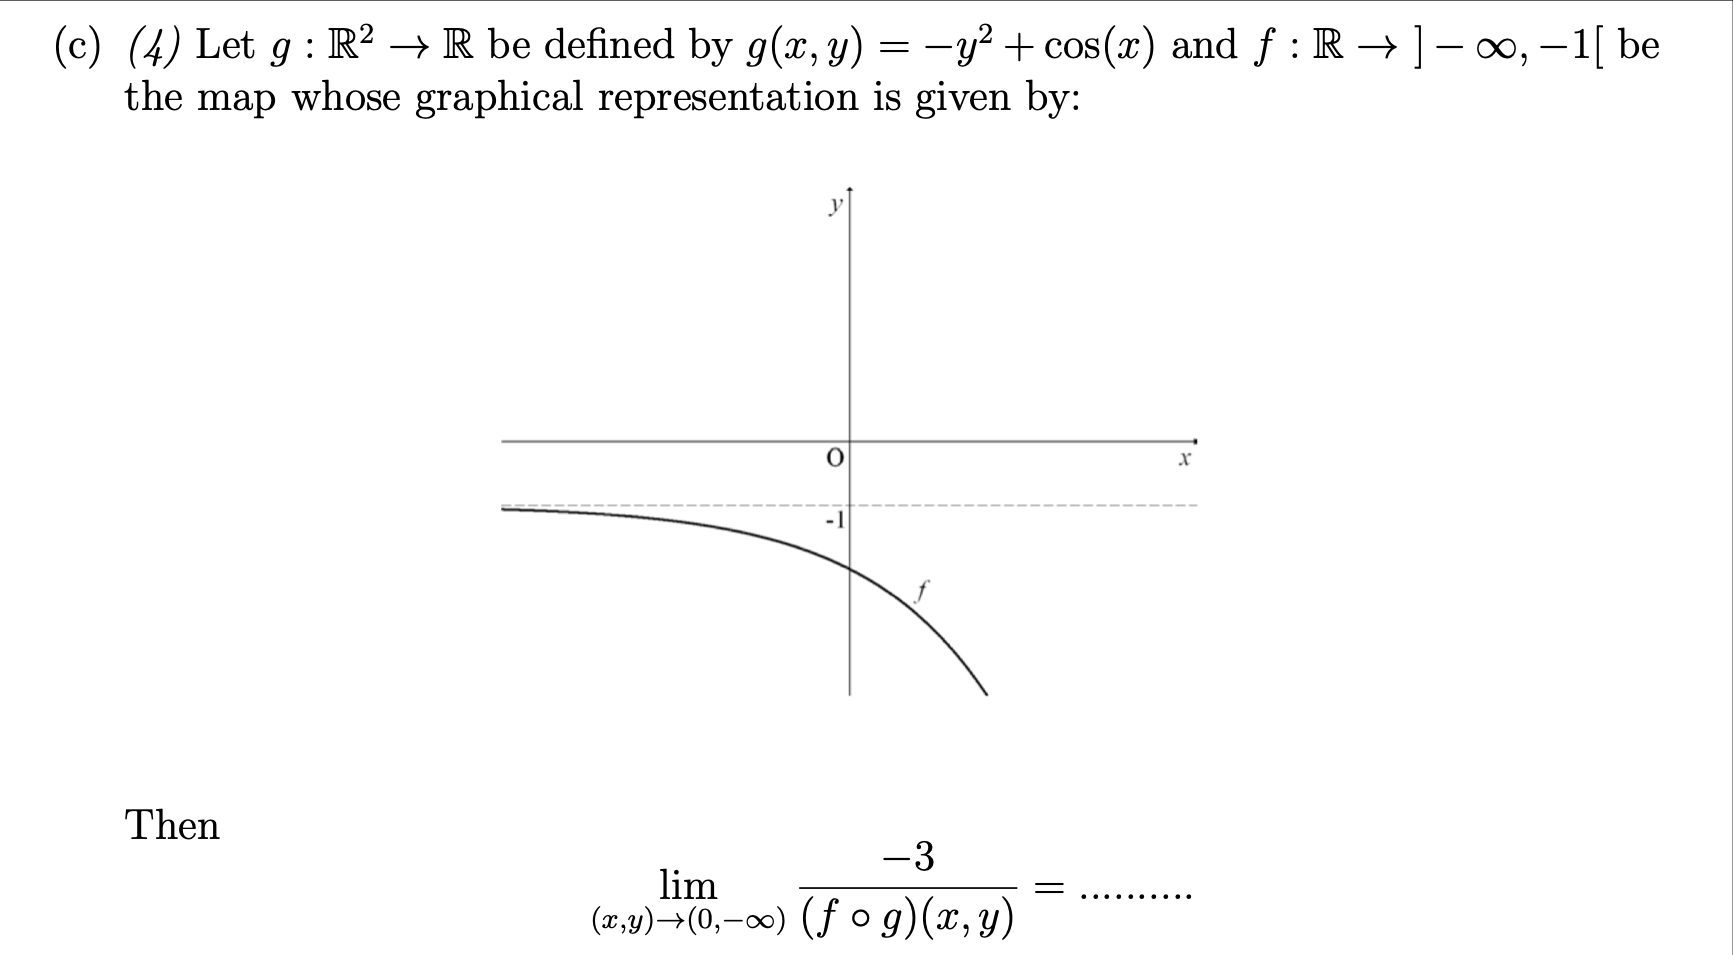 (c) (4) Let g : ℝ² → ℝ be defined by g(x, y) = −y² + cos(x) and f : ℝ → ] − ∞, −1[ be
the map whose graphical representation is given by:
y
O
x
-1
f
Then
lim_{(x,y)→(0,−∞)} −3 / (f ∘ g)(x, y) = ..........